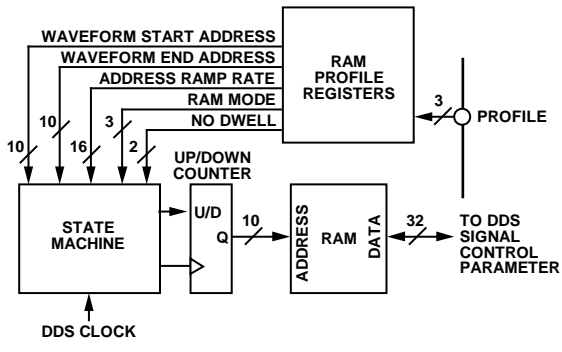 WAVEFORM START ADDRESS
WAVEFORM END ADDRESS
ADDRESS RAMP RATE
RAM MODE
NO DWELL
RAM
PROFILE
REGISTERS
3
PROFILE
10
10
16
3
2
UP/DOWN
COUNTER
STATE
MACHINE
U/D
Q
10
ADDRESS
RAM
DATA
32
TO DDS
SIGNAL
CONTROL
PARAMETER
DDS CLOCK